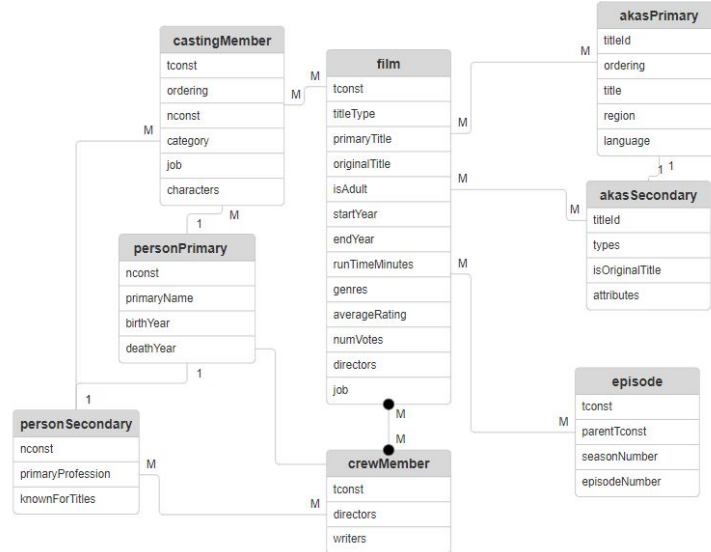 castingMember
tconst
ordering
nconst
category
job
characters
film
tconst
titleType
primaryTitle
originalTitle
isAdult
startYear
endYear
runTimeMinutes
genres
averageRating
numVotes
directors
job
akasPrimary
titleId
ordering
title
region
language
akasSecondary
titleId
types
isOriginalTitle
attributes
personPrimary
nconst
primaryName
birthYear
deathYear
episode
tconst
parentTconst
seasonNumber
episodeNumber
personSecondary
nconst
primaryProfession
knownForTitles
crewMember
tconst
directors
writers
M
M
M
M
M
M
1
1
M
M
1
M
M
1
1
M
M
M
M
M